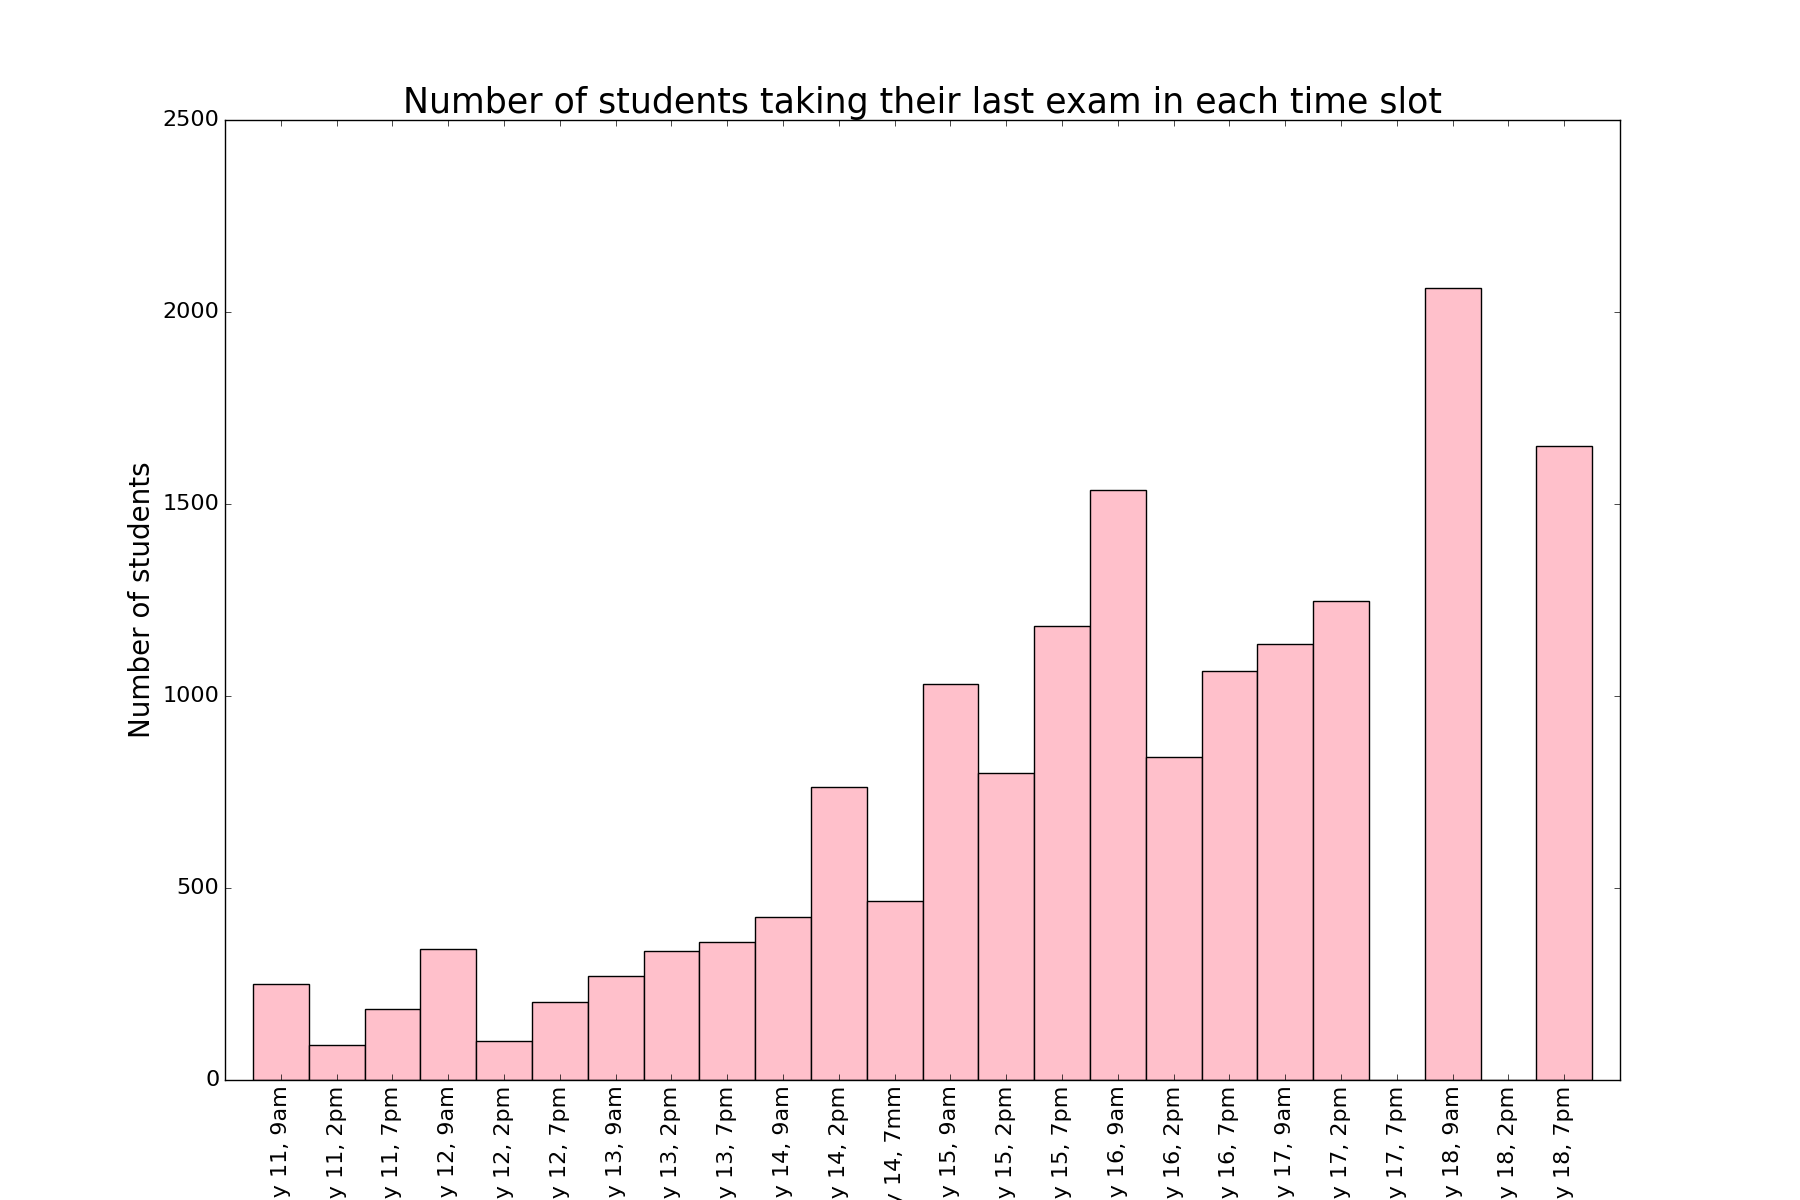 Number of students taking their last exam in each time slot
2500
2000
1500
1000
500
0
Number of students
y 11, 9am
y 11, 2pm
y 11, 7pm
y 12, 9am
y 12, 2pm
y 12, 7pm
y 13, 9am
y 13, 2pm
y 13, 7pm
y 14, 9am
y 14, 2pm
y 14, 7mm
y 15, 9am
y 15, 2pm
y 15, 7pm
y 16, 9am
y 16, 2pm
y 16, 7pm
y 17, 9am
y 17, 2pm
y 17, 7pm
y 18, 9am
y 18, 2pm
y 18, 7pm